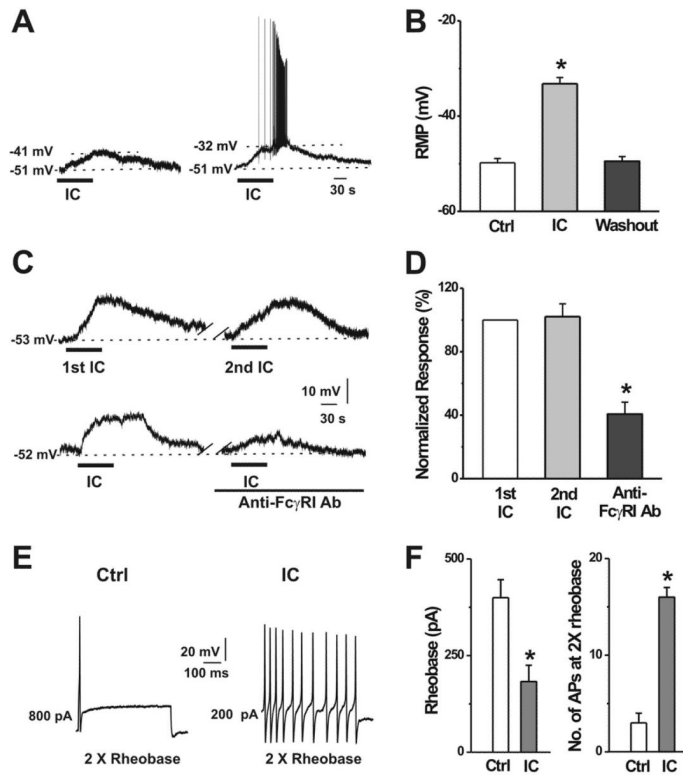 A
-41 mV
-51 mV
IC
-32 mV
-51 mV
IC
30 s
B
RMP (mV)
-20
-40
-60
*
Ctrl
IC
Washout
C
-53 mV
1st IC
2nd IC
10 mV
30 s
-52 mV
IC
IC
Anti-FcγRI Ab
D
Normalized Response (%)
120
80
40
0
*
1st IC
2nd IC
Anti-FcγRI Ab
E
Ctrl
IC
20 mV
100 ms
800 pA
200 pA
2 X Rheobase
2 X Rheobase
F
Rheobase (pA)
500
250
0
*
Ctrl IC
No. of APs at 2X rheobase
20
10
0
*
Ctrl IC